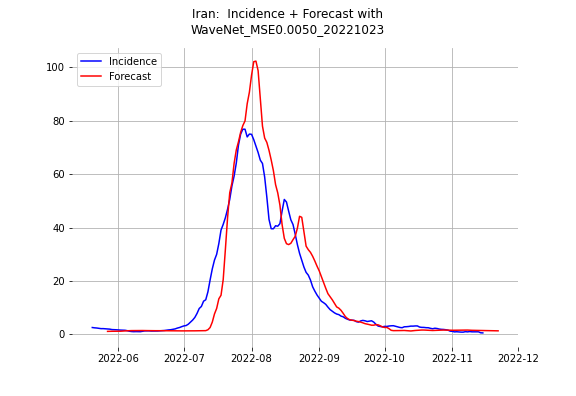 Iran:  Incidence + Forecast with
WaveNet_MSE0.0050_20221023
Incidence
Forecast
100
80
60
40
20
0
2022-06 2022-07 2022-08 2022-09 2022-10 2022-11 2022-12